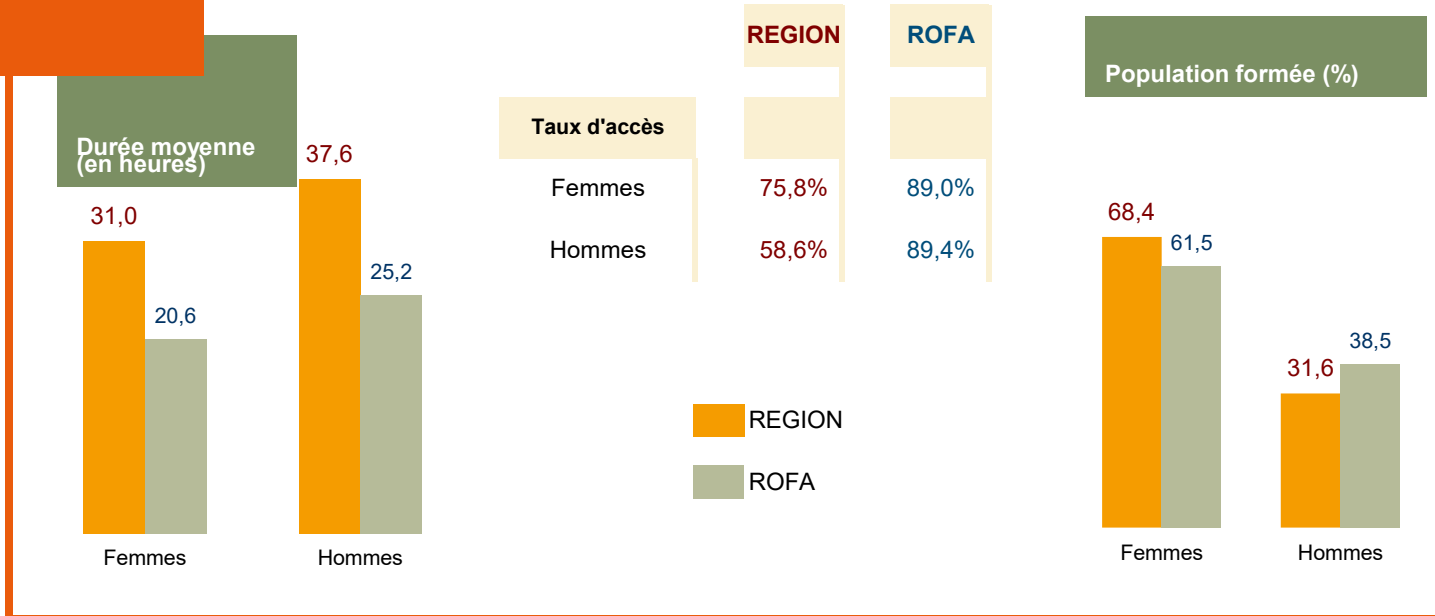 Durée moyenne
(en heures)
31,0
20,6
37,6
25,2
Femmes
Hommes
REGION ROFA
Taux d'accès
Femmes 75,8% 89,0%
Hommes 58,6% 89,4%
REGION
ROFA
Population formée (%)
68,4
61,5
31,6
38,5
Femmes
Hommes